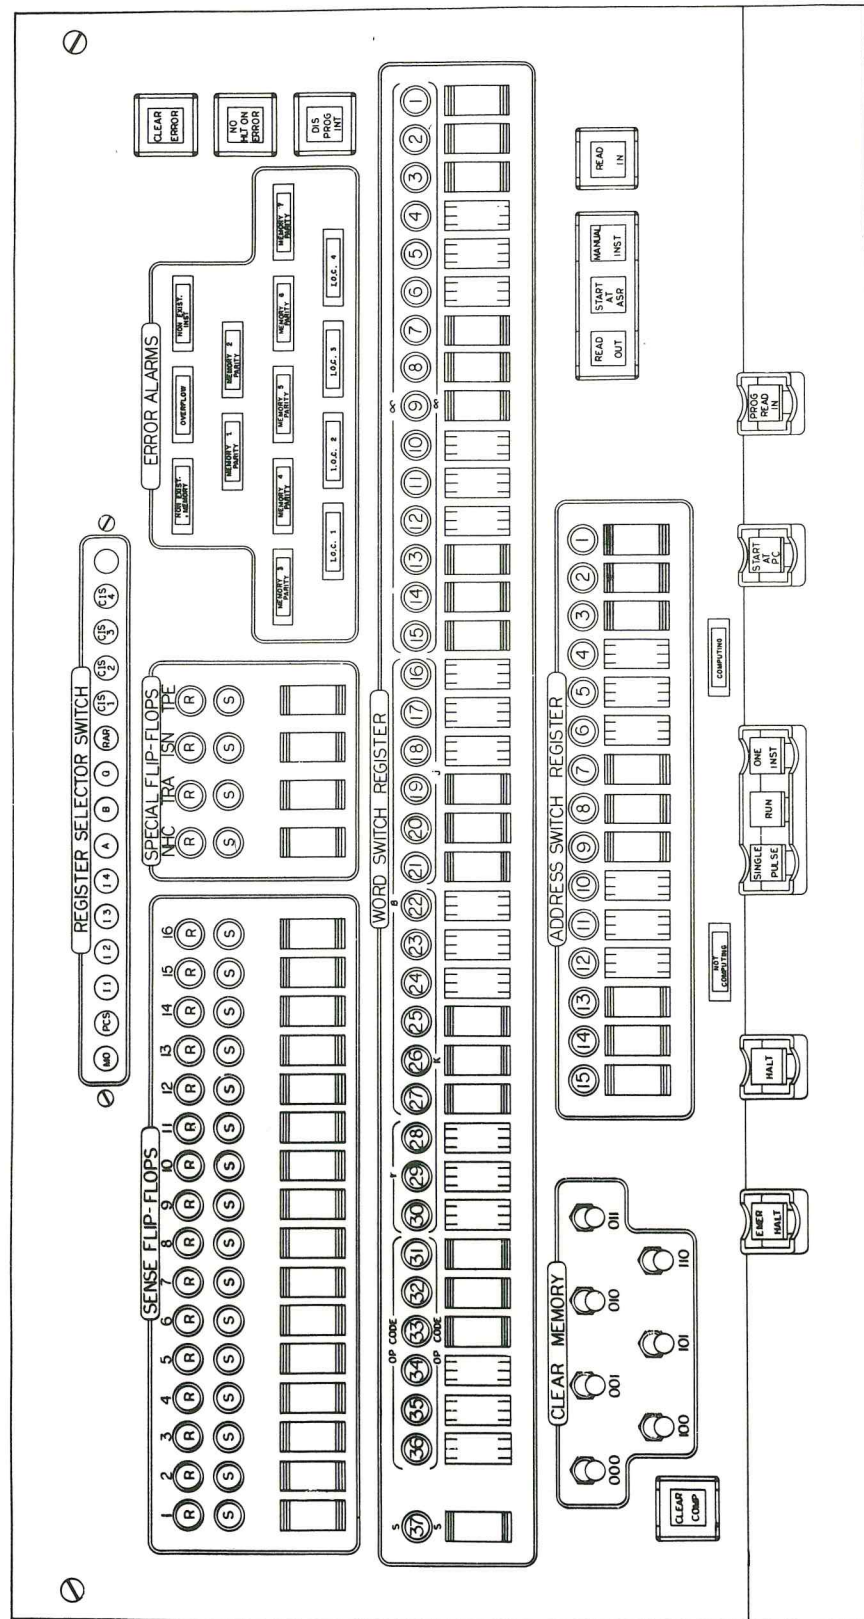 REGISTER SELECTOR SWITCH
MO PCS I1 I2 I3 I4 A B Q RAR CIS 1 CIS 2 CIS 3 CIS 4
SENSE FLIP-FLOPS
1 2 3 4 5 6 7 8 9 10 11 12 13 14 15 16
R R R R R R R R R R R R R R R R
S S S S S S S S S S S S S S S S
SPECIAL FLIP-FLOPS
NHC TRA ISN TPE
R R R R
S S S S
ERROR ALARMS
NON EXIST. MEMORY
OVERFLOW
NON EXIST. INST
MEMORY 1 PARITY
MEMORY 2 PARITY
MEMORY 3 PARITY
MEMORY 4 PARITY
MEMORY 5 PARITY
MEMORY 6 PARITY
MEMORY 7 PARITY
I.O.C. 1
I.O.C. 2
I.O.C. 3
I.O.C. 4
CLEAR
ERROR
NO
HLT ON
ERROR
DIS
PROG
INT
WORD SWITCH REGISTER
S OP CODE B ∝
37 36 35 34 33 32 31 30 29 28 27 26 25 24 23 22 21 20 19 18 17 16 15 14 13 12 11 10 9 8 7 6 5 4 3 2 1
S OP CODE K J ∝
CLEAR MEMORY
000 001 010 011
100 101 110
CLEAR
COMP
ADDRESS SWITCH REGISTER
15 14 13 12 11 10 9 8 7 6 5 4 3 2 1
READ
OUT
START
AT
ASR
MANUAL
INST
READ
IN
NOT
COMPUTING
COMPUTING
EMER
HALT
HALT
SINGLE
PULSE
RUN
ONE
INST
START
AT
PC
PROG
READ
IN